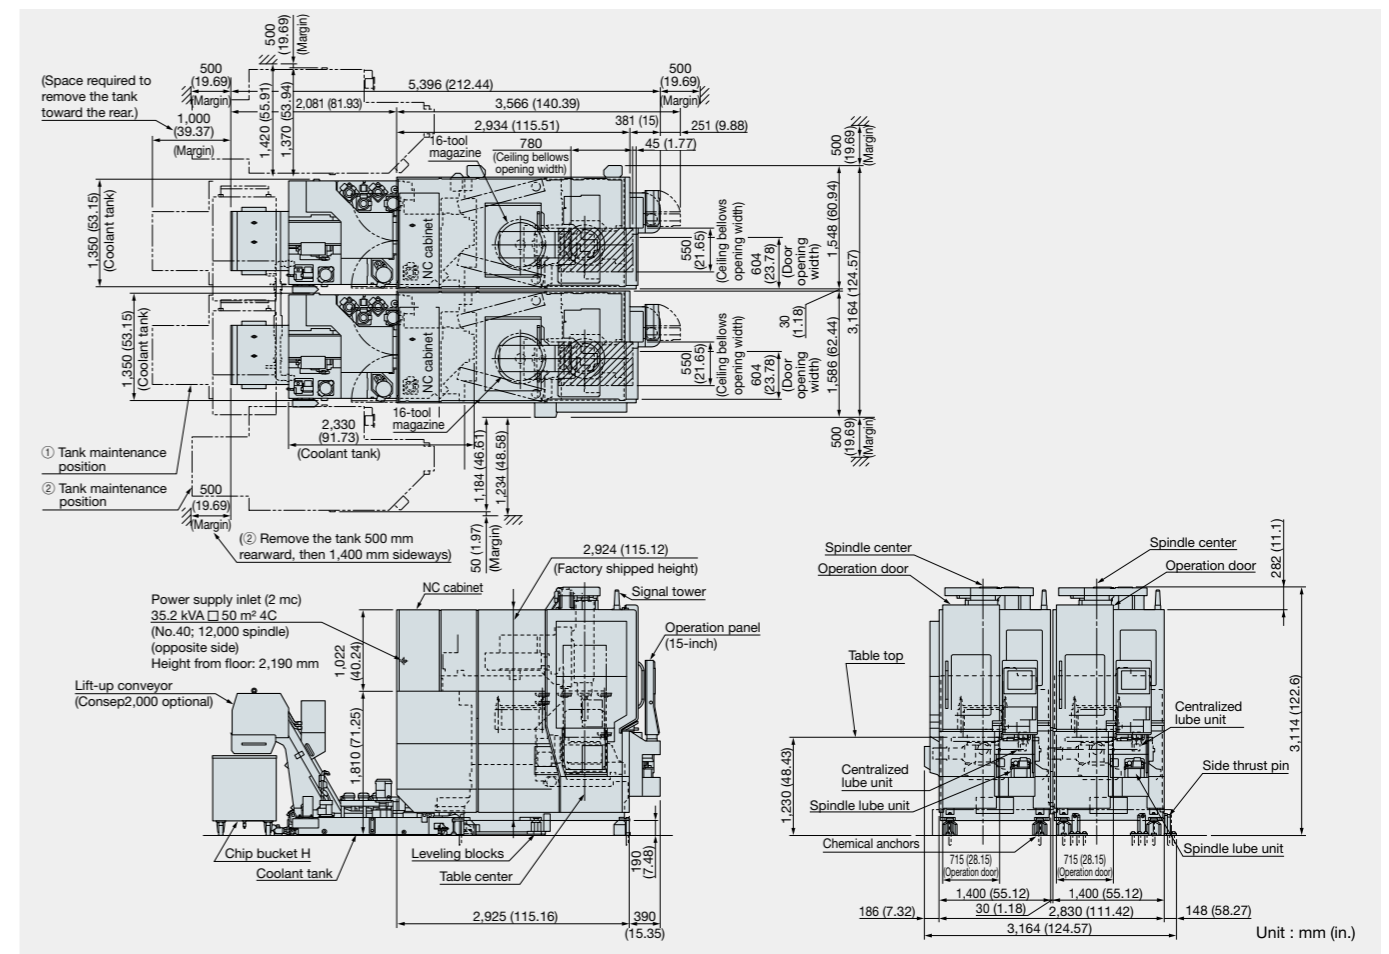 500
(19.69)
(Margin)
(Space required to
remove the tank
toward the rear.)
1,000
(39.37)
(Margin)
500
(19.69)
(Margin)
1,420 (55.91)
1,370 (53.94)
5,396 (212.44)
2,081 (81.93)
3,566 (140.39)
2,934 (115.51)
381 (15)
500
(19.69)
(Margin)
251 (9.88)
45 (1.77)
16-tool
magazine
780
(Ceiling bellows
opening width)
500
(19.69)
(Margin)
1,350 (53.15)
(Coolant tank)
NC cabinet
550
(21.65)
(Ceiling bellows
opening width)
604
(23.78)
(Door
opening
width)
1,548 (60.94)
3,164 (124.57)
30
(1.18)
1,350 (53.15)
(Coolant tank)
NC cabinet
550
(21.65)
(Ceiling bellows
opening width)
604
(23.78)
(Door
opening
width)
1,586 (62.44)
500
(19.69)
(Margin)
16-tool
magazine
2,330
(91.73)
(Coolant tank)
1,184 (46.61)
1,234 (48.58)
50 (1.97)
(Margin)
① Tank maintenance
position
② Tank maintenance
position
500
(19.69)
(Margin)
(② Remove the tank 500 mm
rearward, then 1,400 mm sideways)
2,924 (115.12)
(Factory shipped height)
NC cabinet
Signal tower
Power supply inlet (2 mc)
35.2 kVA □ 50 m² 4C
(No.40; 12,000 spindle)
(opposite side)
Height from floor: 2,190 mm
Operation panel
(15-inch)
1,022
(40.24)
Lift-up conveyor
(Consep2,000 optional)
1,810 (71.25)
Chip bucket H
Coolant tank
Leveling blocks
Table center
190
(7.48)
2,925 (115.16)
390
(15.35)
Spindle center
Operation door
Spindle center
Operation door
282 (11.1)
Table top
Centralized
lube unit
3,114 (122.6)
1,230 (48.43)
Centralized
lube unit
Side thrust pin
Spindle lube unit
Chemical anchors
Spindle lube unit
715 (28.15)
(Operation door)
715 (28.15)
(Operation door)
1,400 (55.12)
1,400 (55.12)
186 (7.32)
30 (1.18)
2,830 (111.42)
148 (58.27)
3,164 (124.57)
Unit : mm (in.)